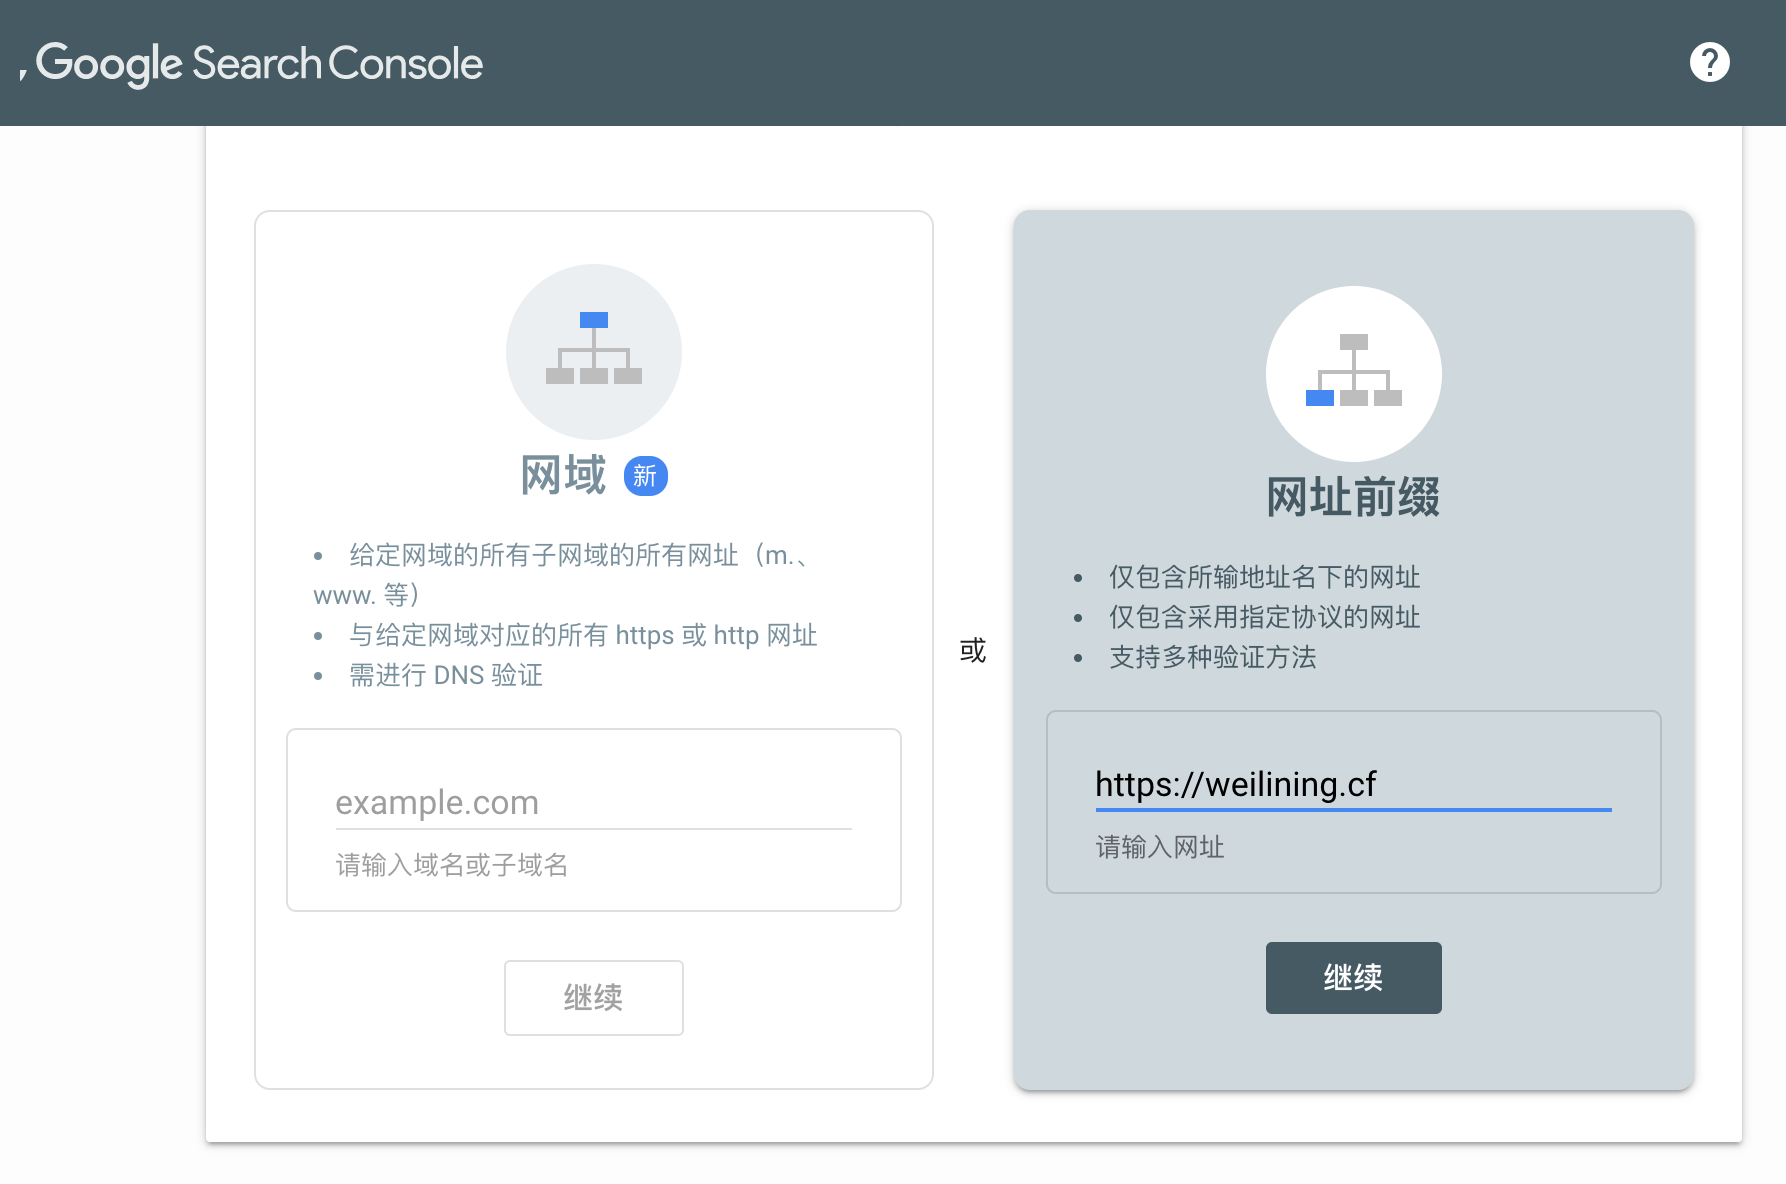 Google Search Console
网域 新
• 给定网域的所有子网域的所有网址（m.、
www. 等）
• 与给定网域对应的所有 https 或 http 网址
• 需进行 DNS 验证
example.com
请输入域名或子域名
继续
或
网址前缀
• 仅包含所输地址名下的网址
• 仅包含采用指定协议的网址
• 支持多种验证方法
https://weilining.cf
请输入网址
继续